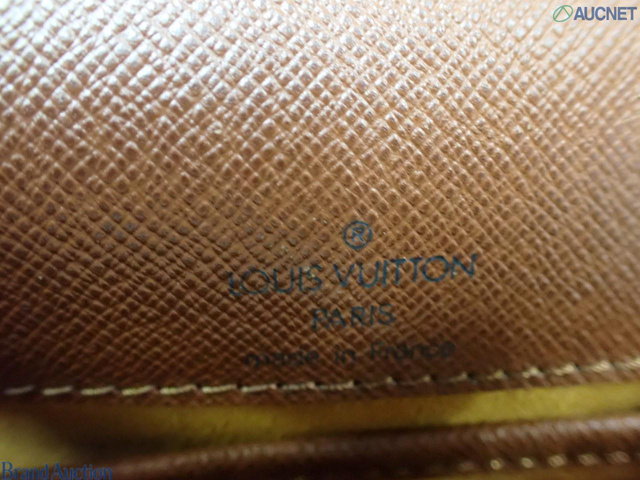 AUCNET
®
LOUIS VUITTON
PARIS
made in France
Brand Auction